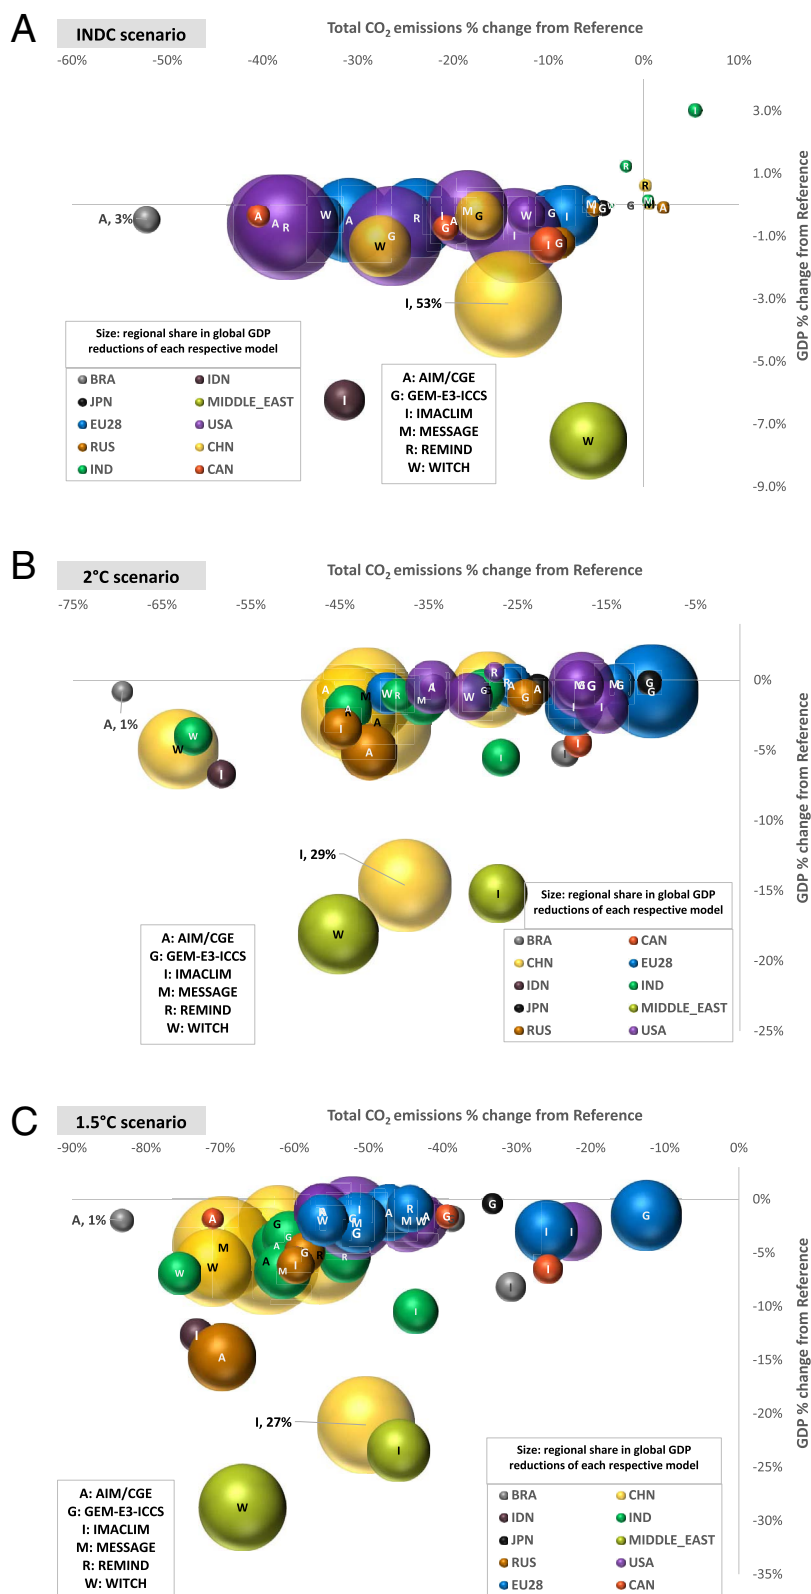 A
INDC scenario
Total CO2 emissions % change from Reference
-60% -50% -40% -30% -20% -10% 0% 10%
3.0%
1.0%
-1.0%
-3.0%
-5.0%
-7.0%
-9.0%
GDP % change from Reference
A, 3%
I, 53%
Size: regional share in global GDP
reductions of each respective model
BRA IDN
JPN MIDDLE_EAST
EU28 USA
RUS CHN
IND CAN
A: AIM/CGE
G: GEM-E3-ICCS
I: IMACLIM
M: MESSAGE
R: REMIND
W: WITCH
B
2°C scenario
Total CO2 emissions % change from Reference
-75% -65% -55% -45% -35% -25% -15% -5%
0%
-5%
-10%
-15%
-20%
-25%
GDP % change from Reference
A, 1%
I, 29%
Size: regional share in global GDP
reductions of each respective model
A: AIM/CGE
G: GEM-E3-ICCS
I: IMACLIM
M: MESSAGE
R: REMIND
W: WITCH
BRA CAN
CHN EU28
IDN IND
JPN MIDDLE_EAST
RUS USA
C
1.5°C scenario
Total CO2 emissions % change from Reference
-90% -80% -70% -60% -50% -40% -30% -20% -10% 0%
0%
-5%
-10%
-15%
-20%
-25%
-30%
-35%
GDP % change from Reference
A, 1%
I, 27%
Size: regional share in global GDP
reductions of each respective model
A: AIM/CGE
G: GEM-E3-ICCS
I: IMACLIM
M: MESSAGE
R: REMIND
W: WITCH
BRA CHN
IDN IND
JPN MIDDLE_EAST
RUS USA
EU28 CAN